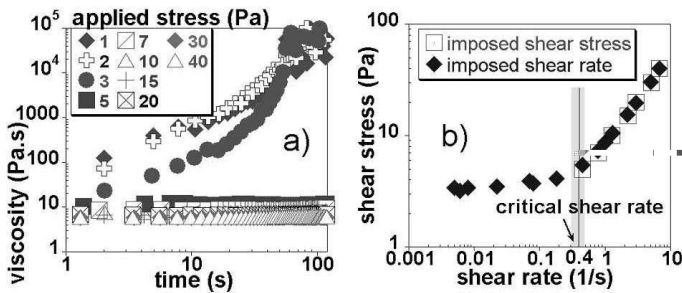 applied stress (Pa)
1 7 30
2 10 40
3 15
5 20
10⁵
10⁴
1000
100
10
1
viscosity (Pa.s)
a)
1 10 100
time (s)
100
10
1
shear stress (Pa)
imposed shear stress
imposed shear rate
b)
critical shear rate
0.001 0.01 0.1 0.4 1 10
shear rate (1/s)